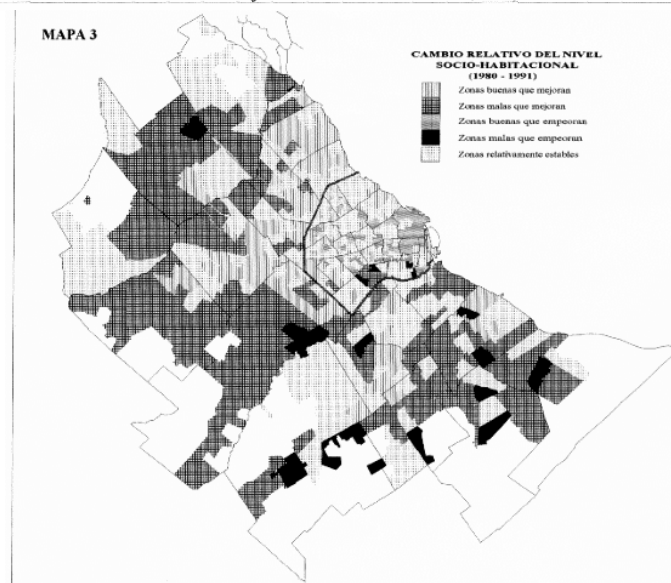 MAPA 3
CAMBIO RELATIVO DEL NIVEL
SOCIO-HABITACIONAL
(1980 - 1991)
Zonas buenas que mejoran
Zonas malas que mejoran
Zonas buenas que empeoran
Zonas malas que empeoran
Zonas relativamente estables